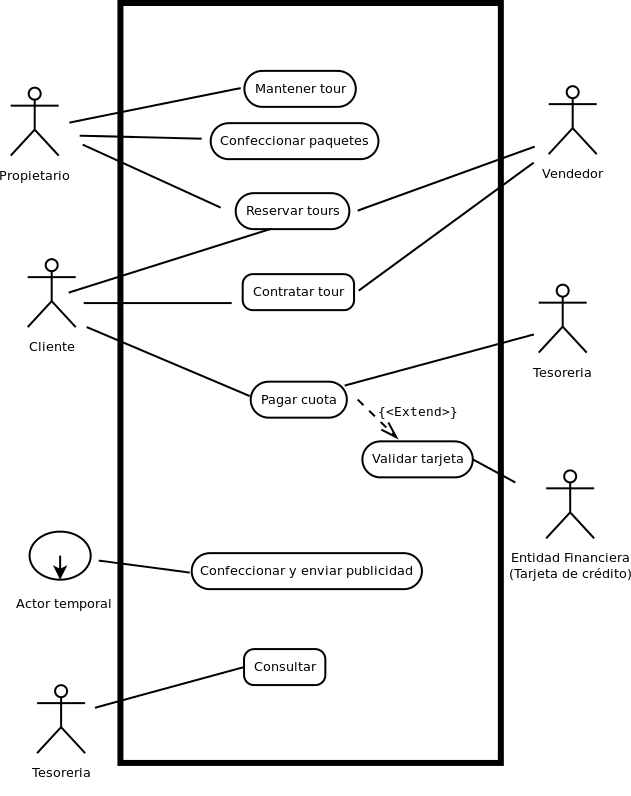 Mantener tour
Propietario
Confeccionar paquetes
Vendedor
Reservar tours
Cliente
Contratar tour
Tesoreria
Pagar cuota
{<Extend>}
Validar tarjeta
Entidad Financiera
(Tarjeta de crédito)
Actor temporal
Confeccionar y enviar publicidad
Consultar
Tesoreria